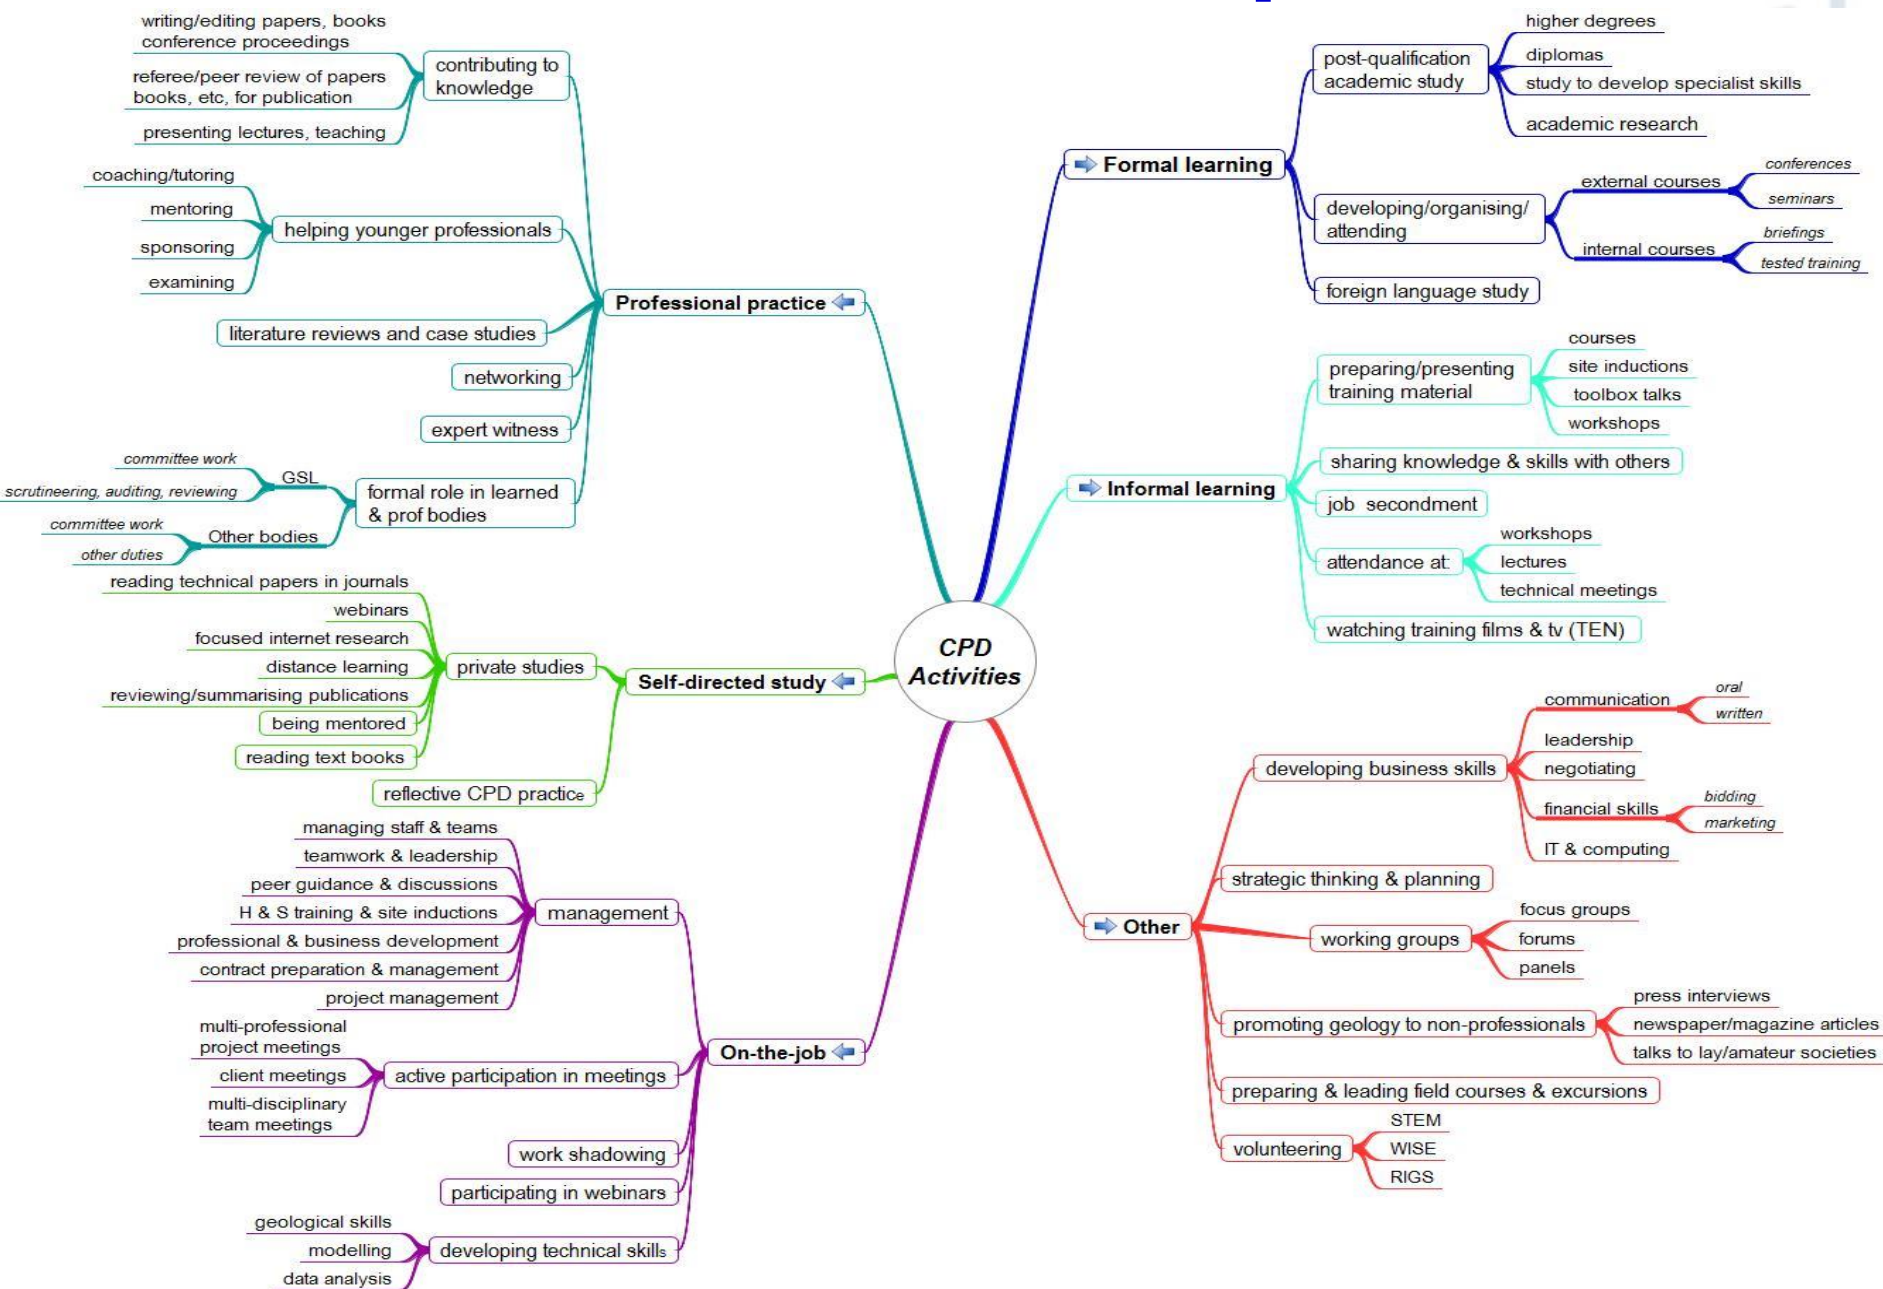 CPD
Activities
Formal learning
post-qualification
academic study
higher degrees
diplomas
study to develop specialist skills
academic research
developing/organising/
attending
external courses
conferences
seminars
internal courses
briefings
tested training
foreign language study
Informal learning
preparing/presenting
training material
courses
site inductions
toolbox talks
workshops
sharing knowledge & skills with others
job secondment
attendance at:
workshops
lectures
technical meetings
watching training films & tv (TEN)
Other
developing business skills
communication
oral
written
leadership
negotiating
financial skills
bidding
marketing
IT & computing
strategic thinking & planning
working groups
focus groups
forums
panels
promoting geology to non-professionals
press interviews
newspaper/magazine articles
talks to lay/amateur societies
preparing & leading field courses & excursions
volunteering
STEM
WISE
RIGS
Professional practice
contributing to
knowledge
writing/editing papers, books
conference proceedings
referee/peer review of papers
books, etc, for publication
presenting lectures, teaching
helping younger professionals
coaching/tutoring
mentoring
sponsoring
examining
literature reviews and case studies
networking
expert witness
formal role in learned
& prof bodies
GSL
committee work
scrutineering, auditing, reviewing
Other bodies
committee work
other duties
Self-directed study
private studies
reading technical papers in journals
webinars
focused internet research
distance learning
reviewing/summarising publications
being mentored
reading text books
reflective CPD practice
On-the-job
management
managing staff & teams
teamwork & leadership
peer guidance & discussions
H & S training & site inductions
professional & business development
contract preparation & management
project management
active participation in meetings
multi-professional
project meetings
client meetings
multi-disciplinary
team meetings
work shadowing
participating in webinars
developing technical skills
geological skills
modelling
data analysis